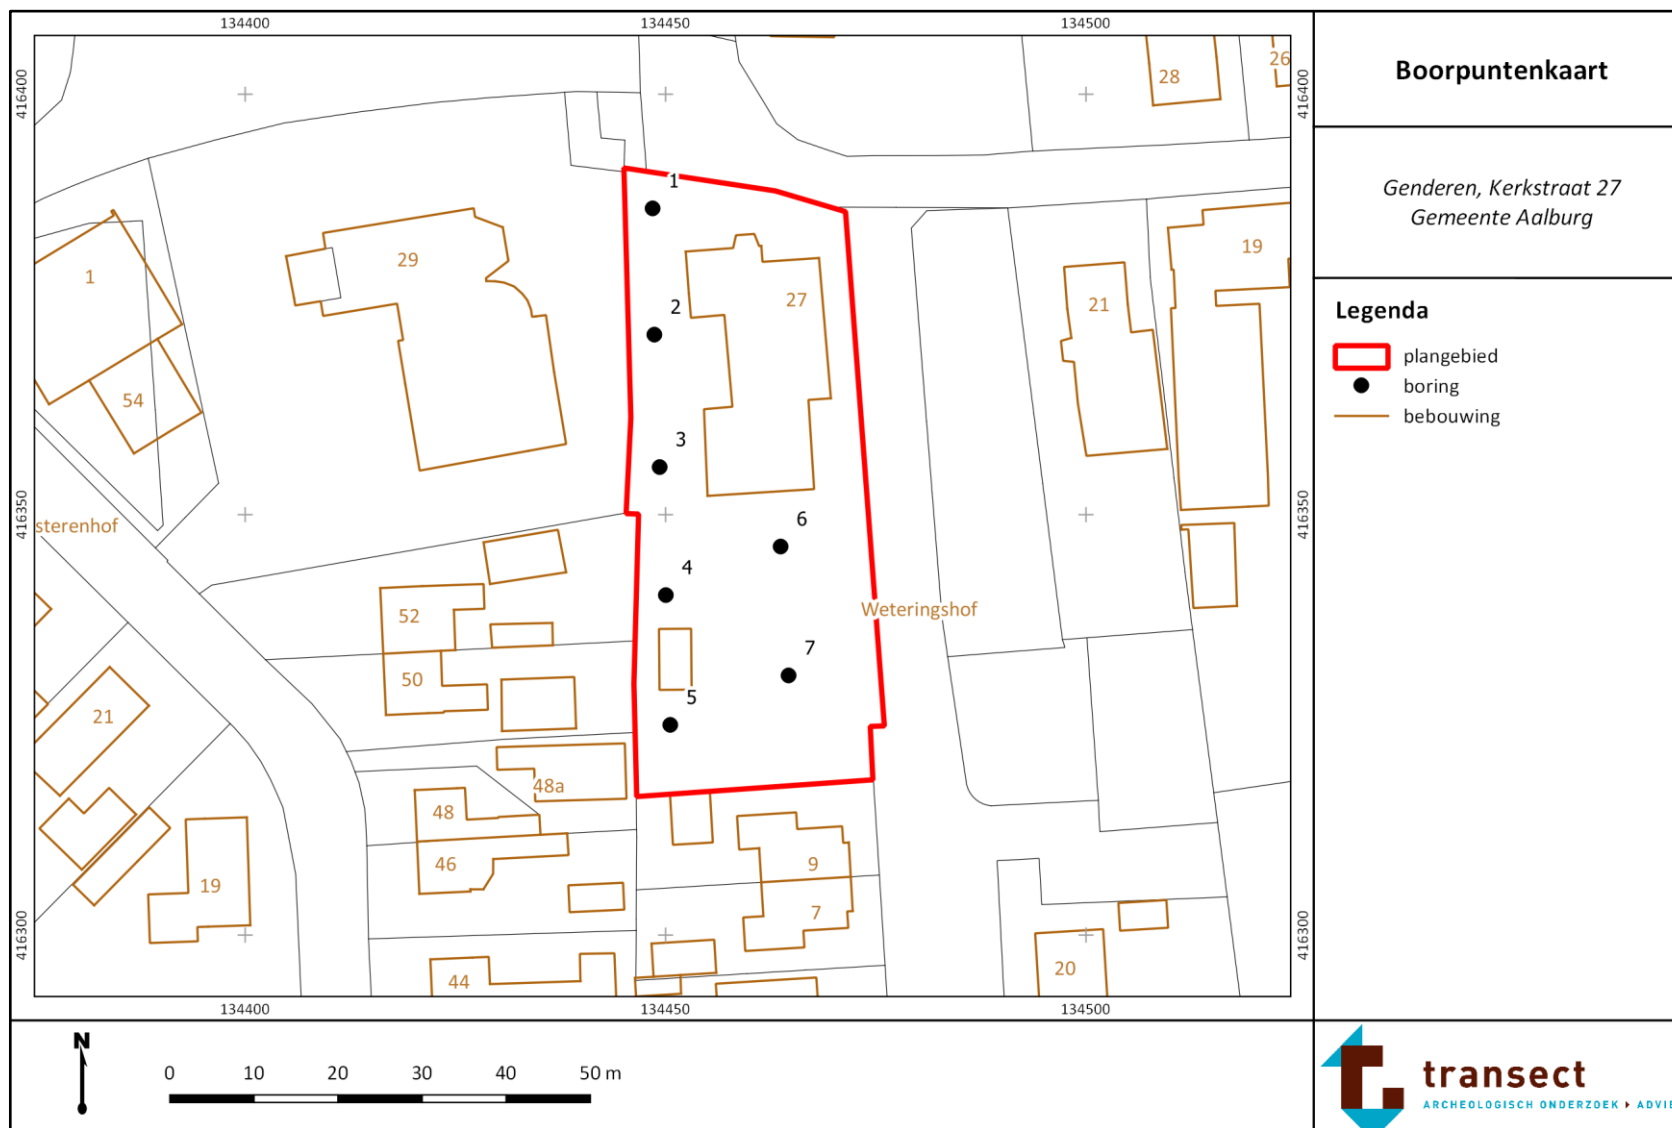 134400
134450
134500
416400
416400
28
26
1
29
1
27
19
2
21
54
3
416350
416350
sterenhof
6
4
52
Weteringshof
50
7
21
5
48a
48
46
9
19
7
416300
416300
44
20
134400
134450
134500
Boorpuntenkaart
Genderen, Kerkstraat 27
Gemeente Aalburg
Legenda
plangebied
boring
bebouwing
N
0 10 20 30 40 50 m
transect
ARCHEOLOGISCH ONDERZOEK ▶ ADVIE